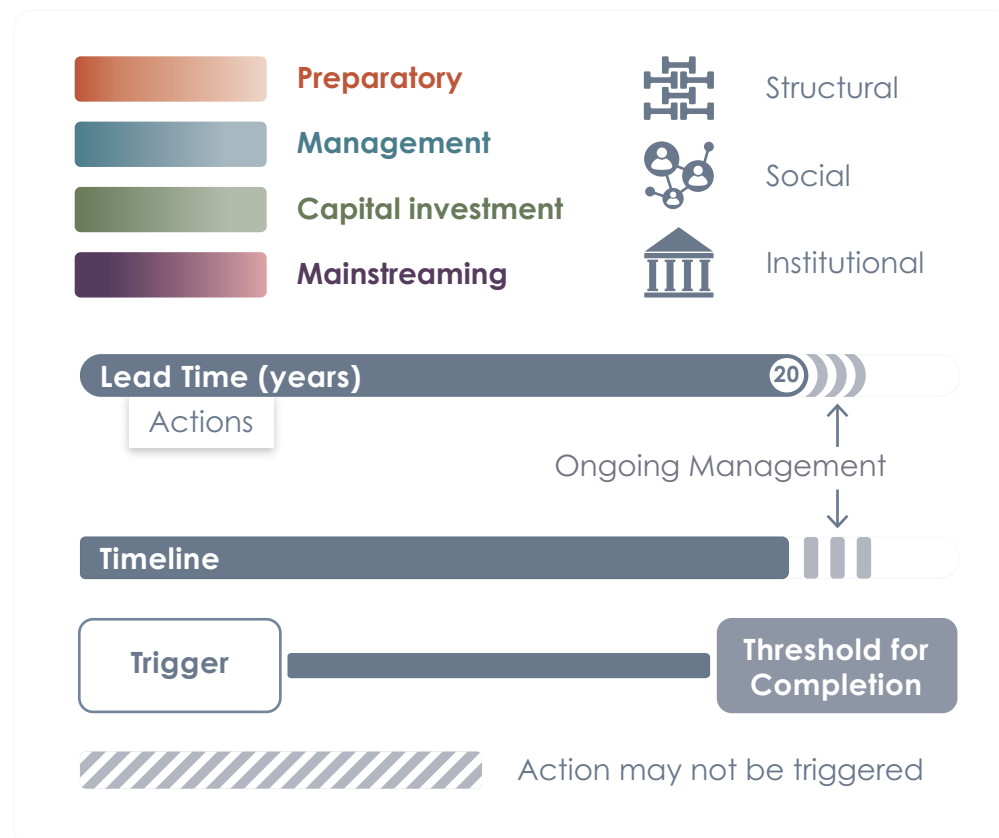 Preparatory
Management
Capital investment
Mainstreaming
Structural
Social
Institutional
Lead Time (years)
20
Actions
Ongoing Management
Timeline
Trigger
Threshold for
Completion
Action may not be triggered